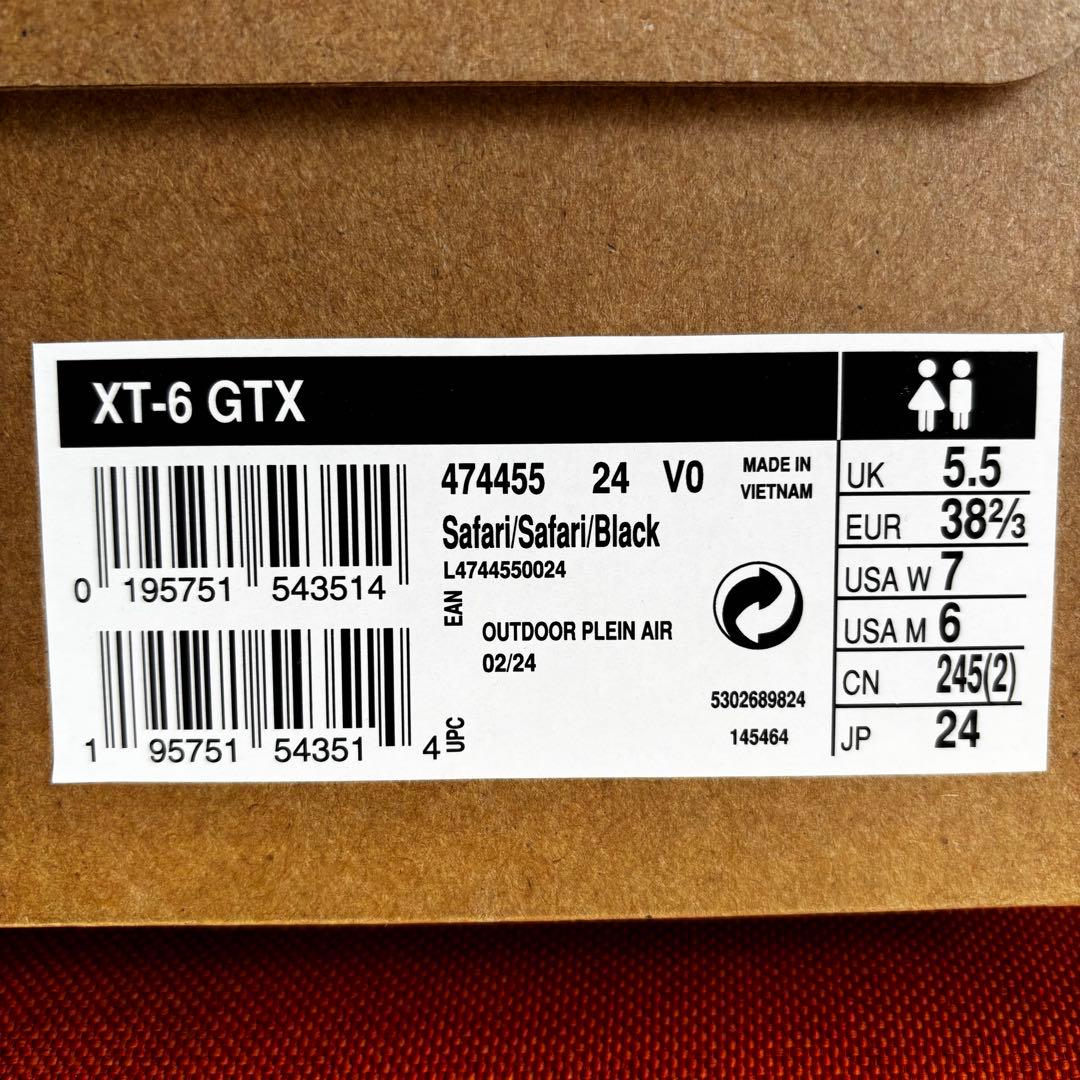 XT-6 GTX
0 195751 543514
EAN
1 95751 54351 4
UPC
474455 24 V0
Safari/Safari/Black
L4744550024
OUTDOOR PLEIN AIR
02/24
MADE IN
VIETNAM
5302689824
145464
UK 5.5
EUR 38⅔
USA W 7
USA M 6
CN 245(2)
JP 24